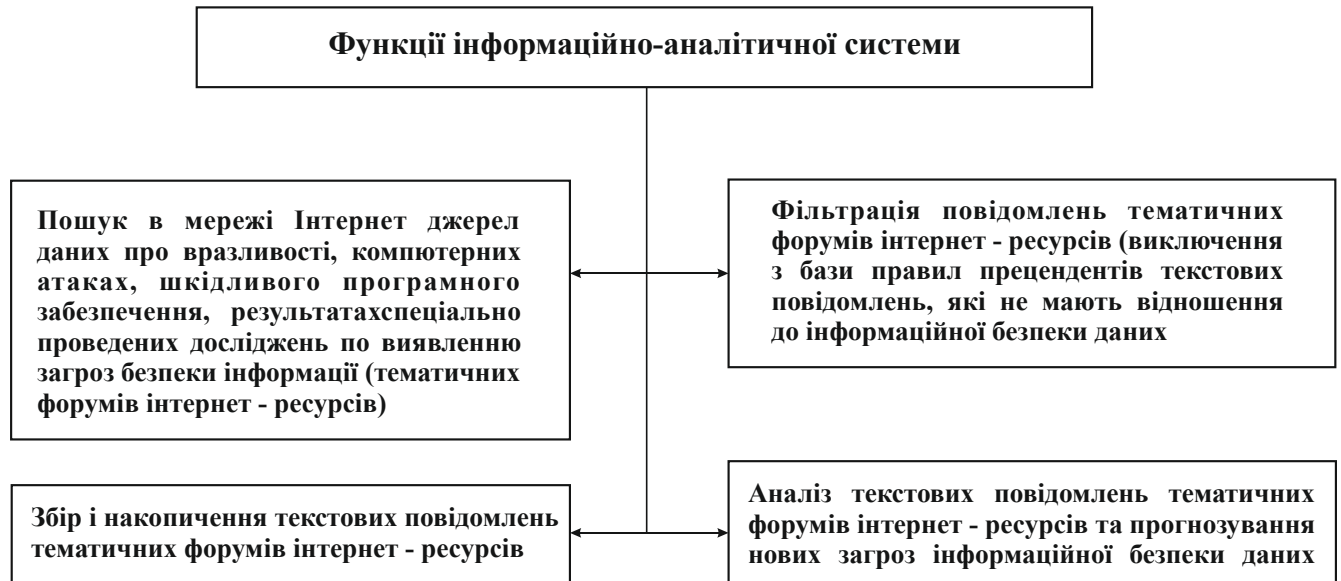 Функції інформаційно-аналітичної системи
Пошук в мережі Інтернет джерел
даних про вразливості, компютерних
атаках, шкідливого програмного
забезпечення, результатахспеціально
проведених досліджень по виявленню
загроз безпеки інформації (тематичних
форумів інтернет - ресурсів)
Фільтрація повідомлень тематичних
форумів інтернет - ресурсів (виключення
з бази правил прецендентів текстових
повідомлень, які не мають відношення
до інформаційної безпеки даних
Збір і накопичення текстових повідомлень
тематичних форумів інтернет - ресурсів
Аналіз текстових повідомлень тематичних
форумів інтернет - ресурсів та прогнозування
нових загроз інформаційної безпеки даних